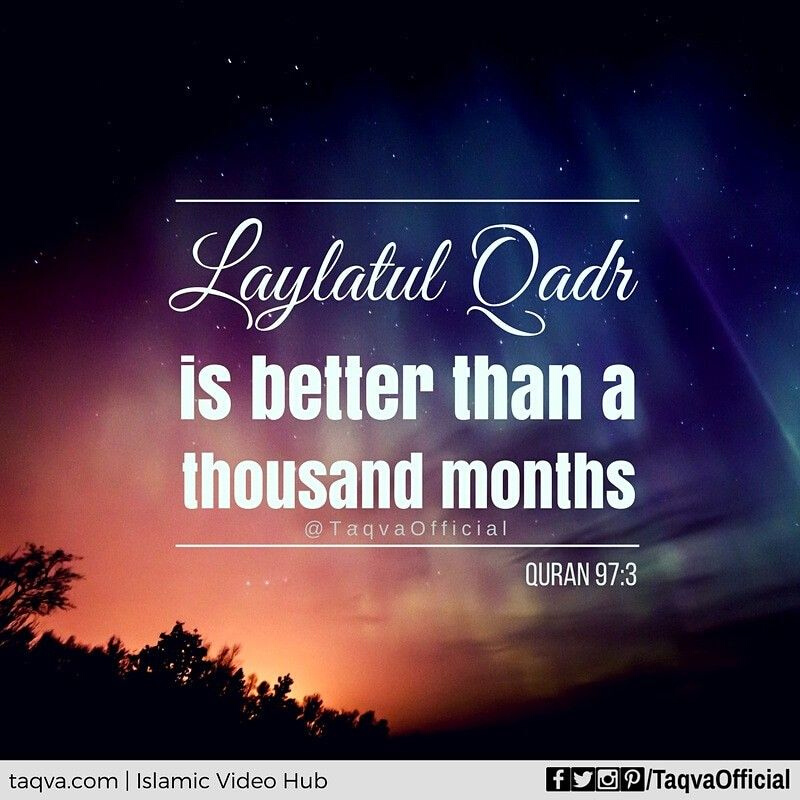 Laylatul Qadr
is better than a
thousand months
@TaqvaOfficial
QURAN 97:3
taqva.com | Islamic Video Hub
/TaqvaOfficial